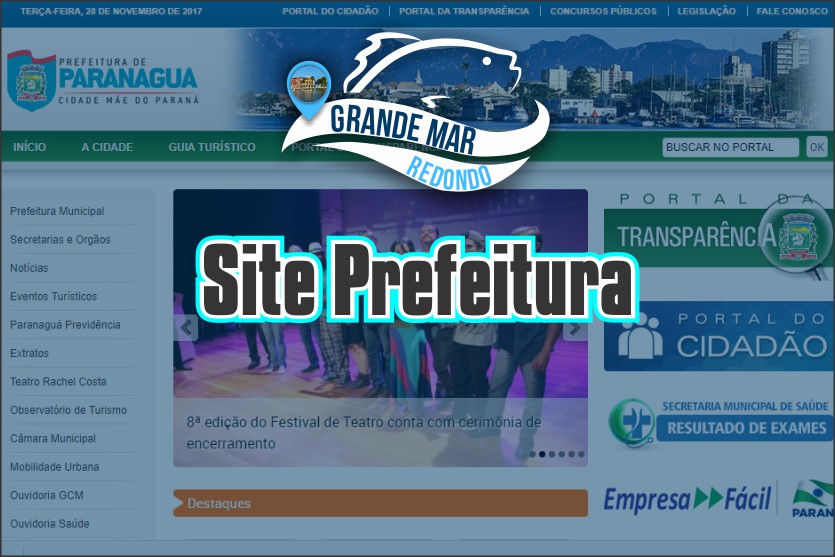 TERÇA-FEIRA, 28 DE NOVEMBRO DE 2017
PORTAL DO CIDADÃO | PORTAL DA TRANSPARÊNCIA | CONCURSOS PÚBLICOS | LEGISLAÇÃO | FALE CONOSCO
PREFEITURA DE
PARANAGUA
CIDADE MÃE DO PARANÁ
GRANDE MAR
REDONDO
INÍCIO
A CIDADE
GUIA TURÍSTICO
BUSCAR NO PORTAL
OK
Prefeitura Municipal
Secretarias e Orgãos
Notícias
Eventos Turísticos
Paranaguá Previdência
Extratos
Teatro Rachel Costa
Observatório de Turismo
Câmara Municipal
Mobilidade Urbana
Ouvidoria GCM
Ouvidoria Saúde
Site Prefeitura
8ª edição do Festival de Teatro conta com cerimônia de
encerramento
Destaques
PORTAL DA
TRANSPARÊNCIA
PORTAL DO
CIDADÃO
SECRETARIA MUNICIPAL DE SAÚDE
RESULTADO DE EXAMES
Empresa Fácil
PARAN